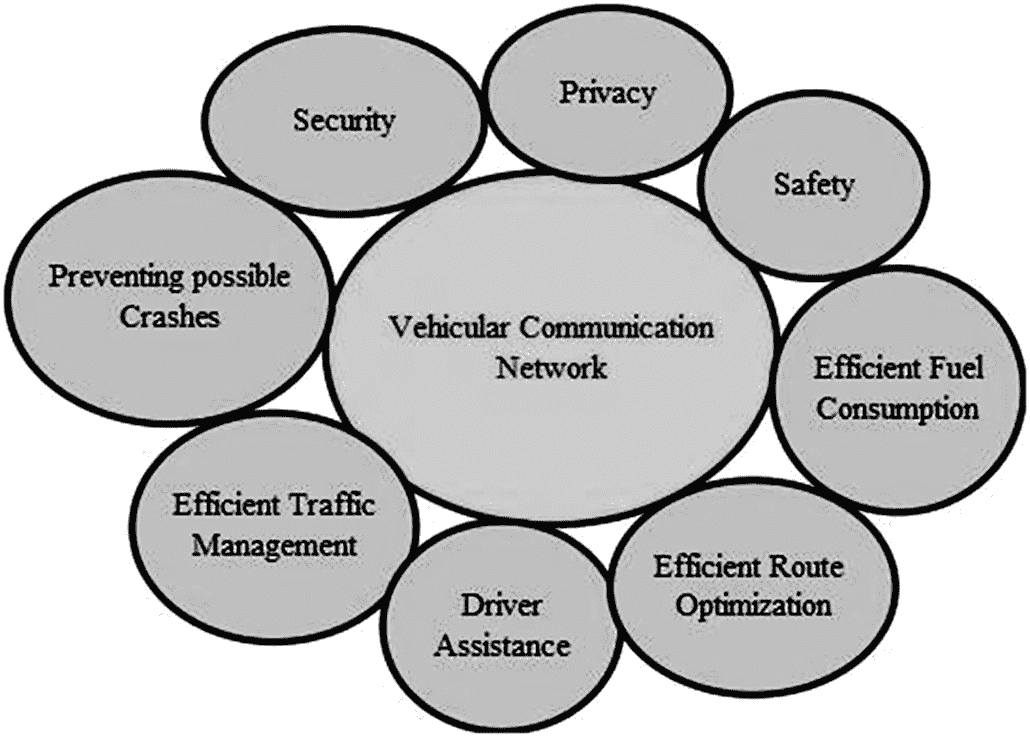 Privacy
Security
Safety
Preventing possible
Crashes
Vehicular Communication
Network
Efficient Fuel
Consumption
Efficient Traffic
Management
Efficient Route
Optimization
Driver
Assistance